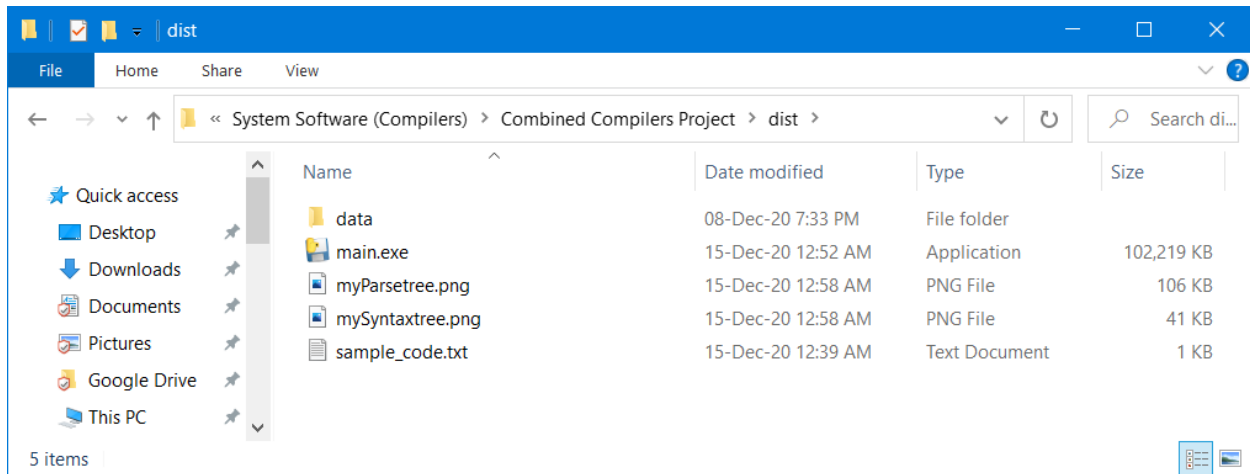 dist
File Home Share View ?
« System Software (Compilers) > Combined Compilers Project > dist > Search di...
Name Date modified Type Size
Quick access
Desktop
Downloads
Documents
Pictures
Google Drive
This PC
data 08-Dec-20 7:33 PM File folder
main.exe 15-Dec-20 12:52 AM Application 102,219 KB
myParsetree.png 15-Dec-20 12:58 AM PNG File 106 KB
mySyntaxtree.png 15-Dec-20 12:58 AM PNG File 41 KB
sample_code.txt 15-Dec-20 12:39 AM Text Document 1 KB
5 items